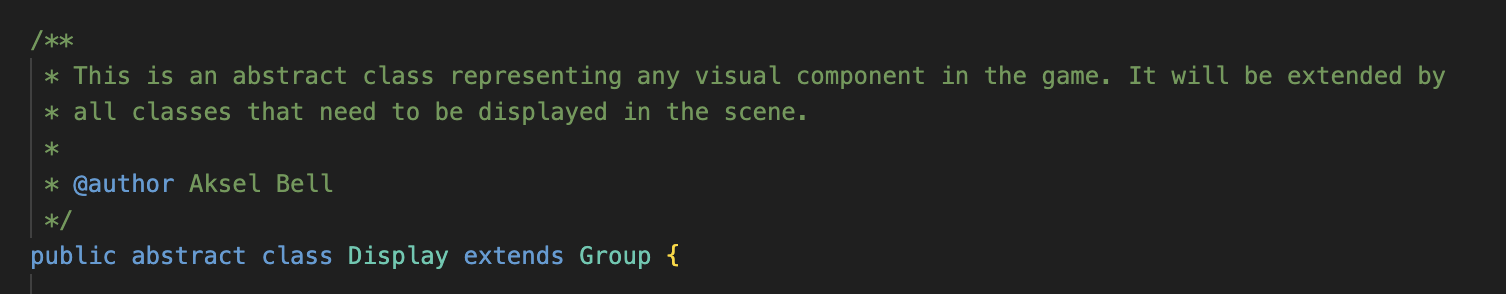 /**
 * This is an abstract class representing any visual component in the game. It will be extended by
 * all classes that need to be displayed in the scene.
 *
 * @author Aksel Bell
 */
public abstract class Display extends Group {